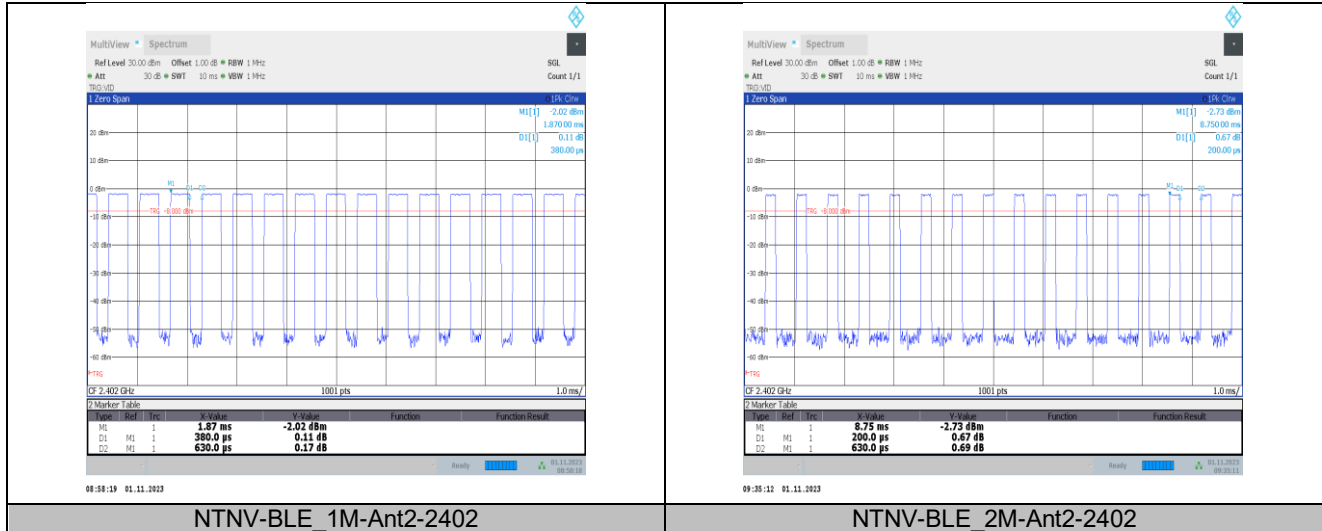 MultiView Spectrum
Ref Level 30.00 dBm Offset 1.00 dB RBW 1 MHz SGL
Att 30 dB SWT 10 ms VBW 1 MHz Count 1/1
TRG:VID
1 Zero Span 1Pk Clrw
M1[1] -2.02 dBm
1.87000 ms
D1[1] 0.11 dB
380.00 µs
20 dBm
10 dBm
0 dBm
M1
D1 D2
TRG -8.000 dBm
-10 dBm
-20 dBm
-30 dBm
-40 dBm
-50 dBm
-60 dBm
TRG
CF 2.402 GHz 1001 pts 1.0 ms/
2 Marker Table
Type Ref Trc X-Value Y-Value Function Function Result
M1 1 1.87 ms -2.02 dBm
D1 M1 1 380.0 µs 0.11 dB
D2 M1 1 630.0 µs 0.17 dB
Ready 01.11.2023
08:58:18
08:58:19 01.11.2023
NTNV-BLE_1M-Ant2-2402
MultiView Spectrum
Ref Level 30.00 dBm Offset 1.00 dB RBW 1 MHz SGL
Att 30 dB SWT 10 ms VBW 1 MHz Count 1/1
TRG:VID
1 Zero Span 1Pk Clrw
M1[1] -2.73 dBm
8.75000 ms
D1[1] 0.67 dB
200.00 µs
20 dBm
10 dBm
0 dBm
M1 D1 D2
TRG -8.000 dBm
-10 dBm
-20 dBm
-30 dBm
-40 dBm
-50 dBm
-60 dBm
TRG
CF 2.402 GHz 1001 pts 1.0 ms/
2 Marker Table
Type Ref Trc X-Value Y-Value Function Function Result
M1 1 8.75 ms -2.73 dBm
D1 M1 1 200.0 µs 0.67 dB
D2 M1 1 630.0 µs 0.69 dB
Ready 01.11.2023
09:35:11
09:35:12 01.11.2023
NTNV-BLE_2M-Ant2-2402